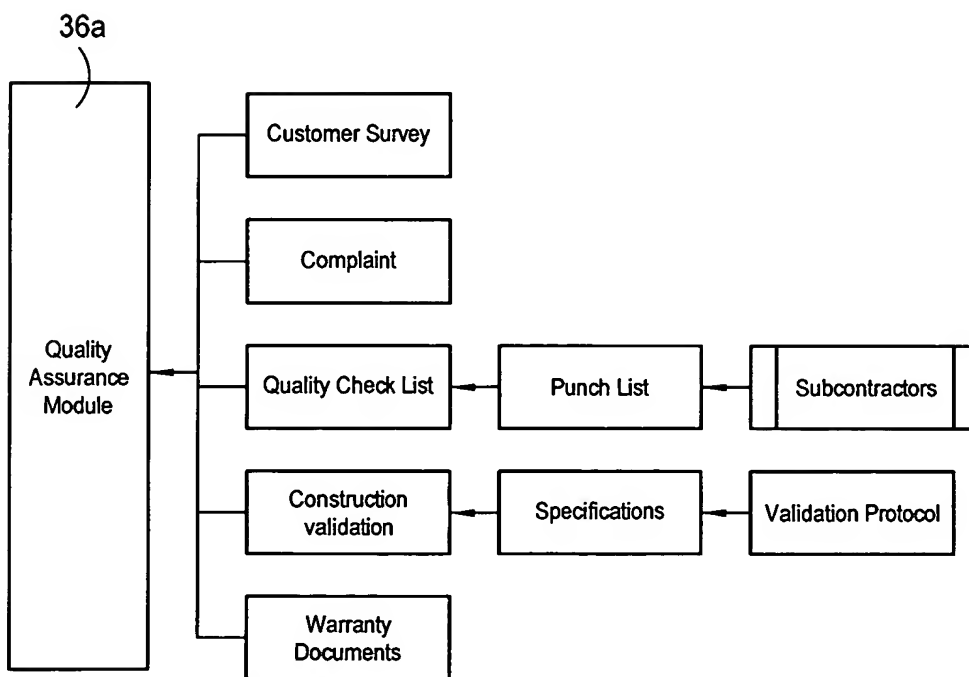 36a
Quality
Assurance
Module
Customer Survey
Complaint
Quality Check List
Punch List
Subcontractors
Construction
validation
Specifications
Validation Protocol
Warranty
Documents